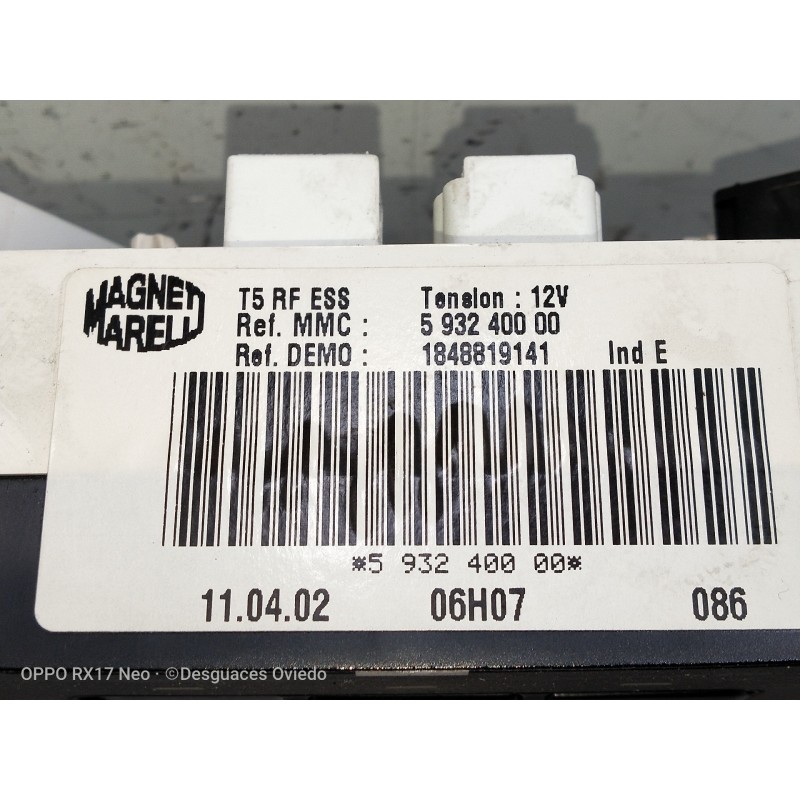 MAGNETI
MARELLI
T5 RF ESS Tension : 12V
Ref. MMC : 5 932 400 00
Ref. DEMO : 1848819141 Ind E
*5 932 400 00*
11.04.02 06H07 086
OPPO RX17 Neo · ©Desguaces Oviedo